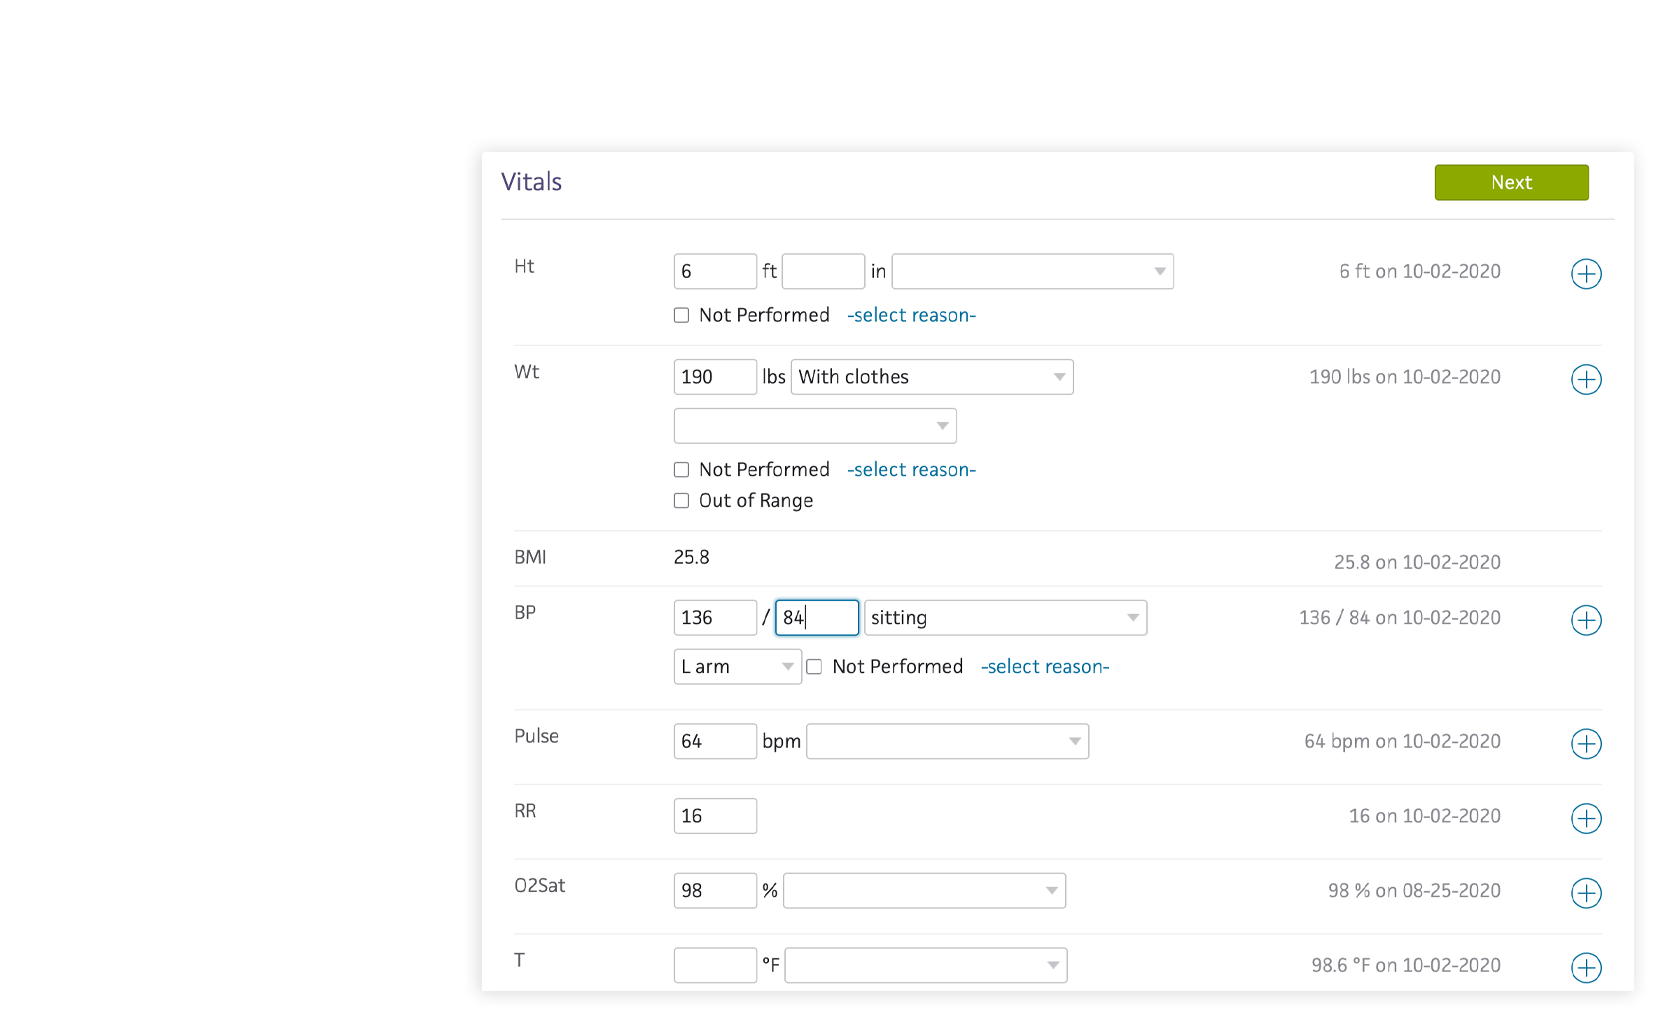 Vitals Next
Ht 6 ft in 6 ft on 10-02-2020
Not Performed -select reason-
Wt 190 lbs With clothes 190 lbs on 10-02-2020
Not Performed -select reason-
Out of Range
BMI 25.8 25.8 on 10-02-2020
BP 136 / 84 sitting 136 / 84 on 10-02-2020
L arm Not Performed -select reason-
Pulse 64 bpm 64 bpm on 10-02-2020
RR 16 16 on 10-02-2020
O2Sat 98 % 98 % on 08-25-2020
T °F 98.6 °F on 10-02-2020